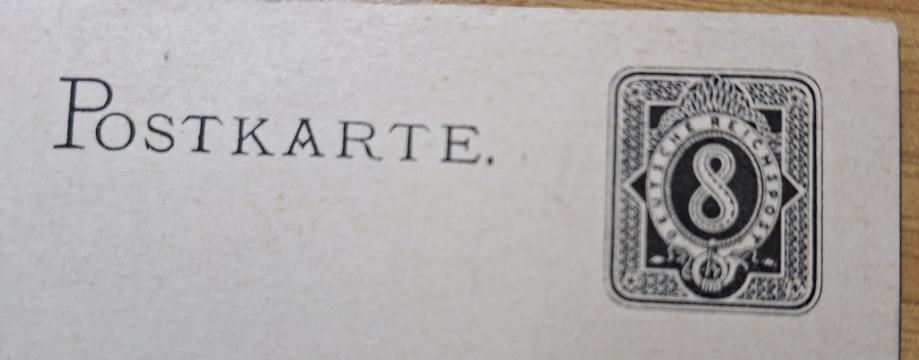 POSTKARTE.
DEUTSCHE REICHSPOST
8